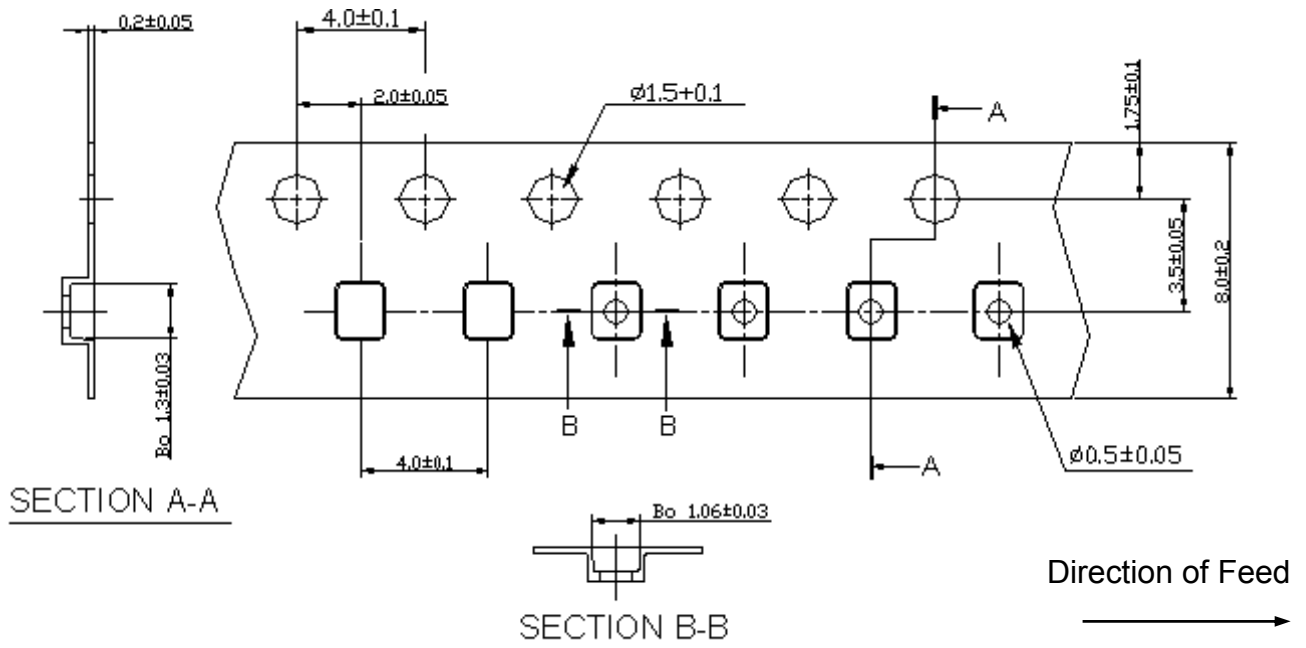 0.2±0.05
4.0±0.1
2.0±0.05
ø1.5+0.1
A
1.75±0.1
3.5±0.05
8.0±0.2
Bo 1.3±0.03
B
B
4.0±0.1
A
ø0.5±0.05
SECTION A-A
Bo 1.06±0.03
SECTION B-B
Direction of Feed